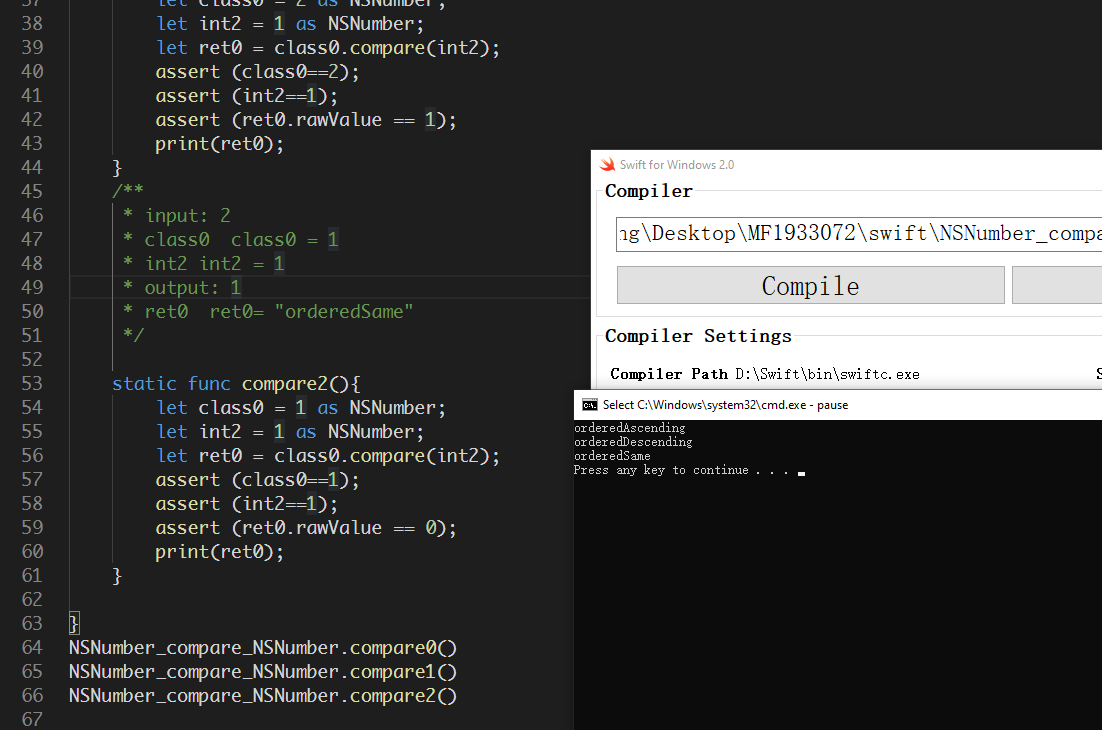 37 let class0 = 2 as NSNumber;
38 let int2 = 1 as NSNumber;
39 let ret0 = class0.compare(int2);
40 assert (class0==2);
41 assert (int2==1);
42 assert (ret0.rawValue == 1);
43 print(ret0);
44 }
45 /**
46 * input: 2
47 * class0  class0 = 1
48 * int2 int2 = 1
49 * output: 1
50 * ret0  ret0= "orderedSame"
51 */
52
53 static func compare2(){
54 let class0 = 1 as NSNumber;
55 let int2 = 1 as NSNumber;
56 let ret0 = class0.compare(int2);
57 assert (class0==1);
58 assert (int2==1);
59 assert (ret0.rawValue == 0);
60 print(ret0);
61 }
62
63 }
64 NSNumber_compare_NSNumber.compare0()
65 NSNumber_compare_NSNumber.compare1()
66 NSNumber_compare_NSNumber.compare2()
67
Swift for Windows 2.0
Compiler
ng\Desktop\MF1933072\swift\NSNumber_compa
Compile
Compiler Settings
Compiler Path D:\Swift\bin\swiftc.exe
Select C:\Windows\system32\cmd.exe - pause
orderedAscending
orderedDescending
orderedSame
Press any key to continue . . .